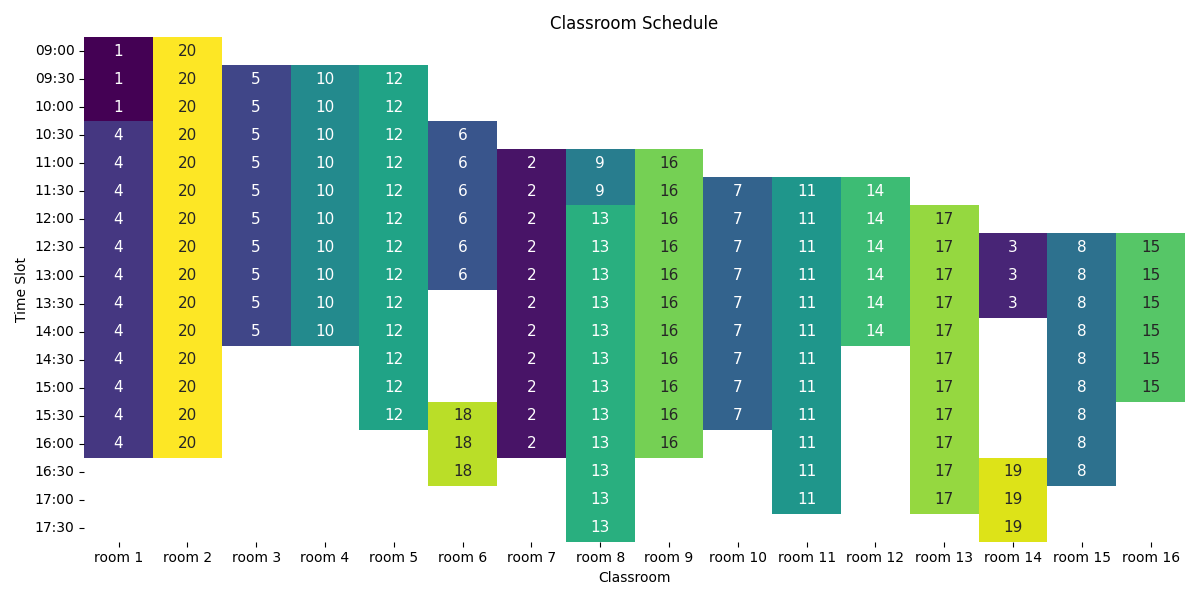 Classroom Schedule
09:00 1 20
09:30 1 20 5 10 12
10:00 1 20 5 10 12
10:30 4 20 5 10 12 6
11:00 4 20 5 10 12 6 2 9 16
11:30 4 20 5 10 12 6 2 9 16 7 11 14
12:00 4 20 5 10 12 6 2 13 16 7 11 14 17
12:30 4 20 5 10 12 6 2 13 16 7 11 14 17 3 8 15
13:00 4 20 5 10 12 6 2 13 16 7 11 14 17 3 8 15
13:30 4 20 5 10 12 2 13 16 7 11 14 17 3 8 15
14:00 4 20 5 10 12 2 13 16 7 11 14 17 8 15
14:30 4 20 12 2 13 16 7 11 17 8 15
15:00 4 20 12 2 13 16 7 11 17 8 15
15:30 4 20 12 18 2 13 16 7 11 17 8
16:00 4 20 18 2 13 16 11 17 8
16:30 18 13 11 17 19 8
17:00 13 11 17 19
17:30 13 19
room 1 room 2 room 3 room 4 room 5 room 6 room 7 room 8 room 9 room 10 room 11 room 12 room 13 room 14 room 15 room 16
Classroom
Time Slot